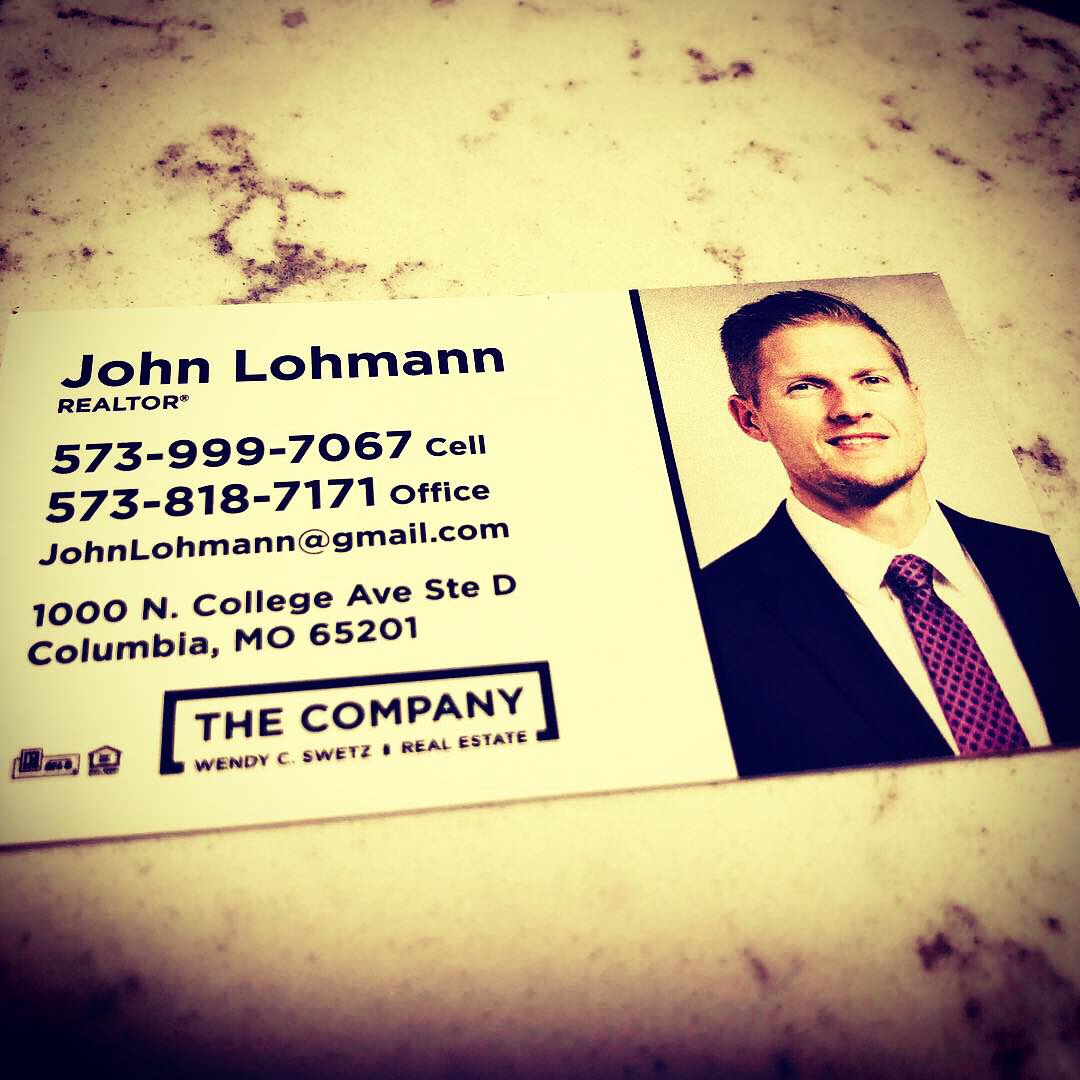 John Lohmann
REALTOR®
573-999-7067 Cell
573-818-7171 Office
JohnLohmann@gmail.com
1000 N. College Ave Ste D
Columbia, MO 65201
THE COMPANY
WENDY C. SWETZ REAL ESTATE